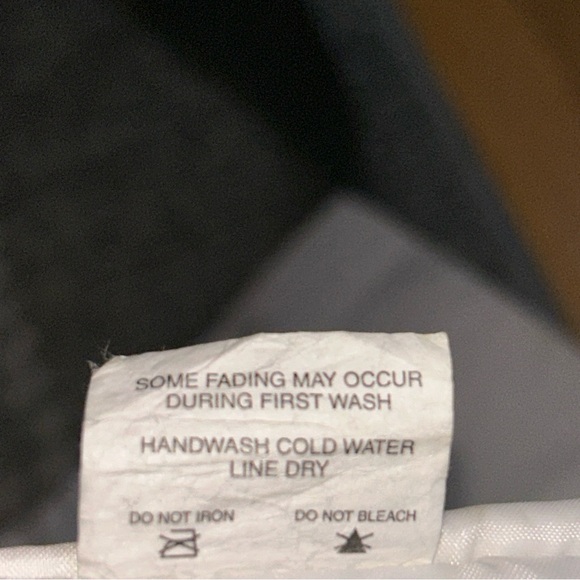 SOME FADING MAY OCCUR
DURING FIRST WASH
HANDWASH COLD WATER
LINE DRY
DO NOT IRON
DO NOT BLEACH